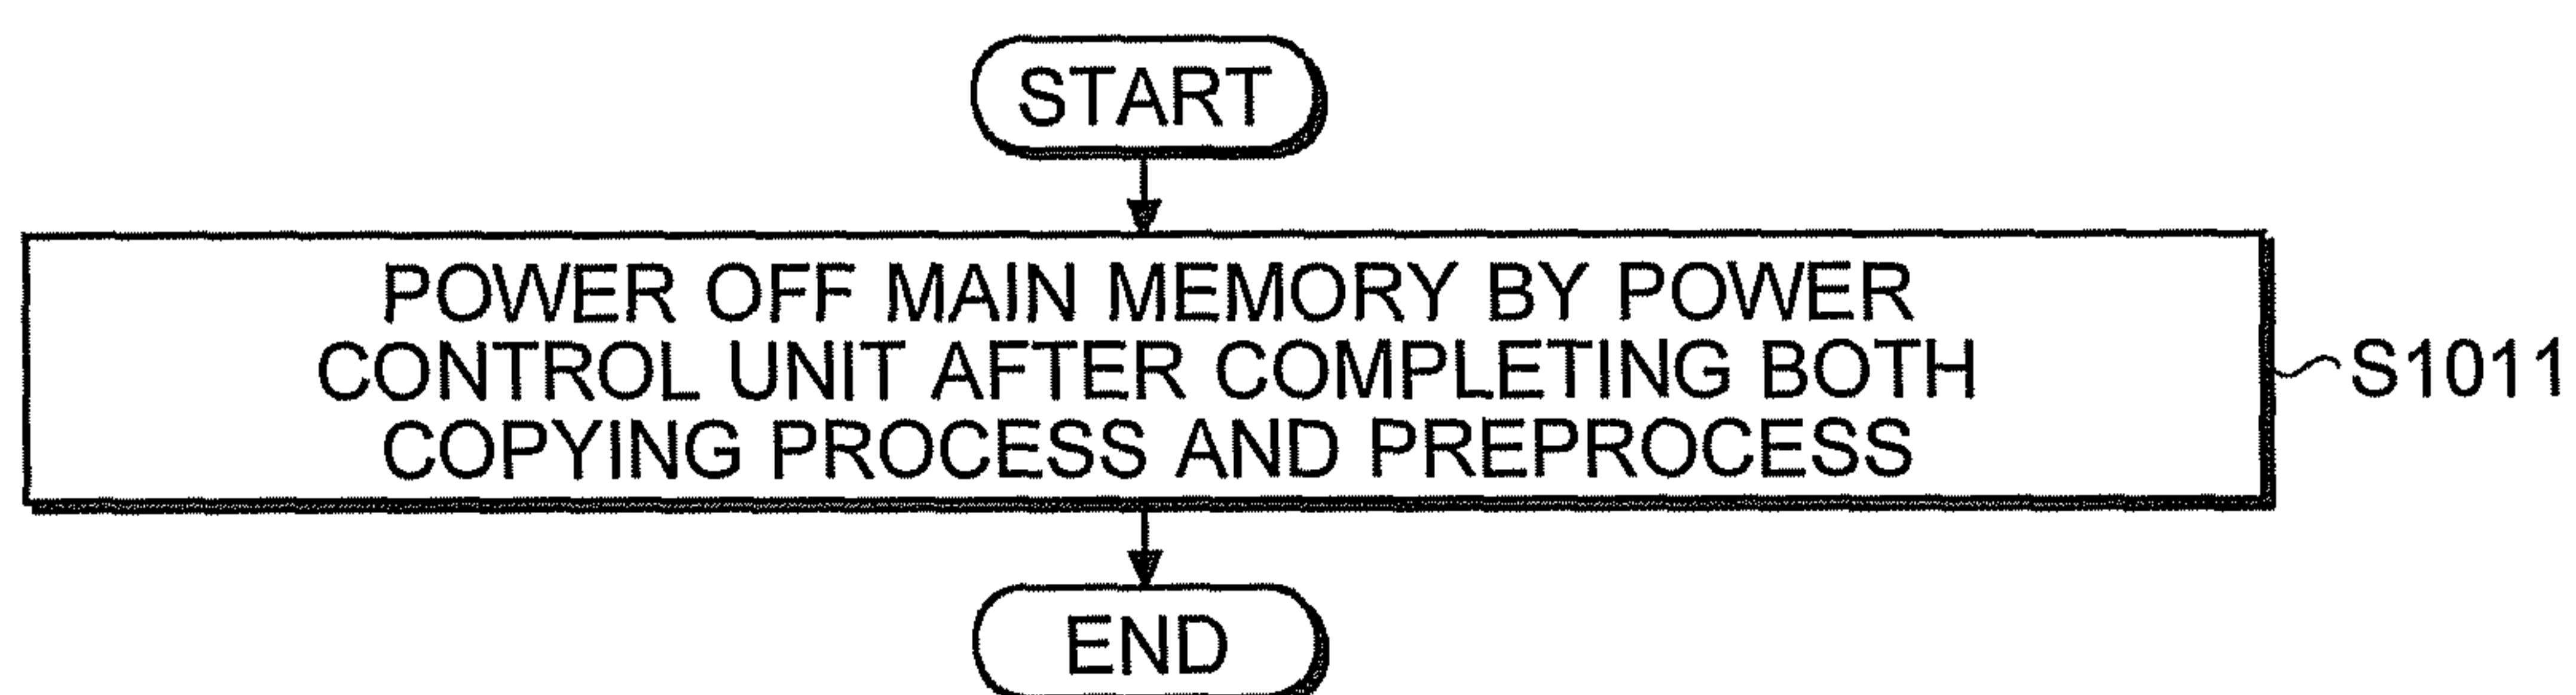 START
POWER OFF MAIN MEMORY BY POWER
CONTROL UNIT AFTER COMPLETING BOTH
COPYING PROCESS AND PREPROCESS
S1011
END